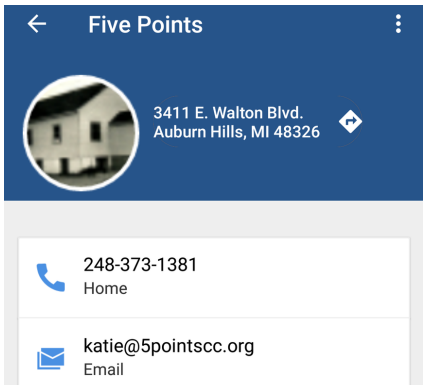 Five Points
3411 E. Walton Blvd.
Auburn Hills, MI 48326
248-373-1381
Home
katie@5pointscc.org
Email